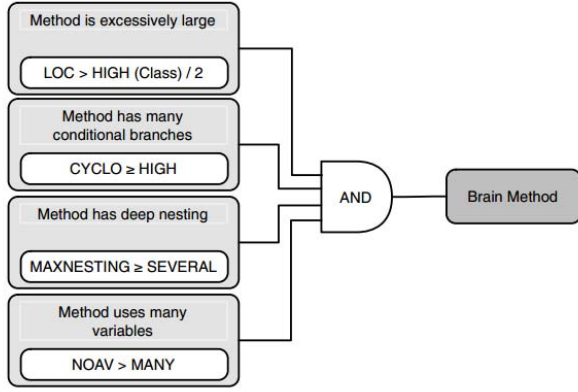 Method is excessively large
LOC > HIGH (Class) / 2
Method has many
conditional branches
CYCLO ≥ HIGH
Method has deep nesting
MAXNESTING ≥ SEVERAL
Method uses many
variables
NOAV > MANY
AND
Brain Method